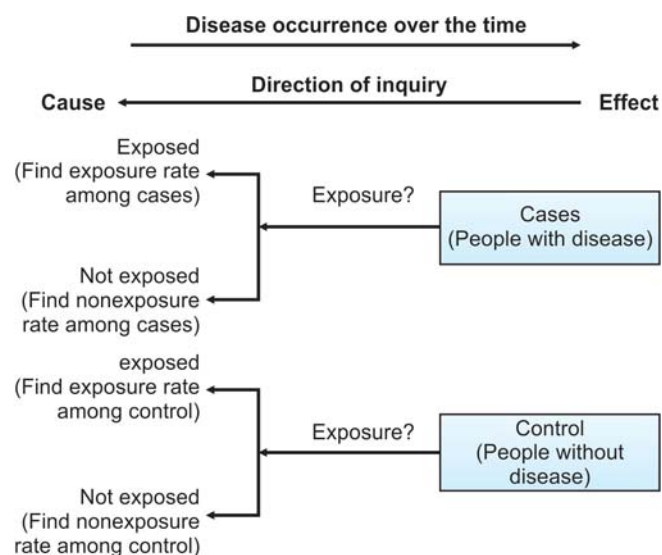 Disease occurrence over the time
Direction of inquiry
Cause
Effect
Exposed
(Find exposure rate
among cases)
Exposure?
Cases
(People with disease)
Not exposed
(Find nonexposure
rate among cases)
exposed
(Find exposure rate
among control)
Exposure?
Control
(People without
disease)
Not exposed
(Find nonexposure
rate among control)